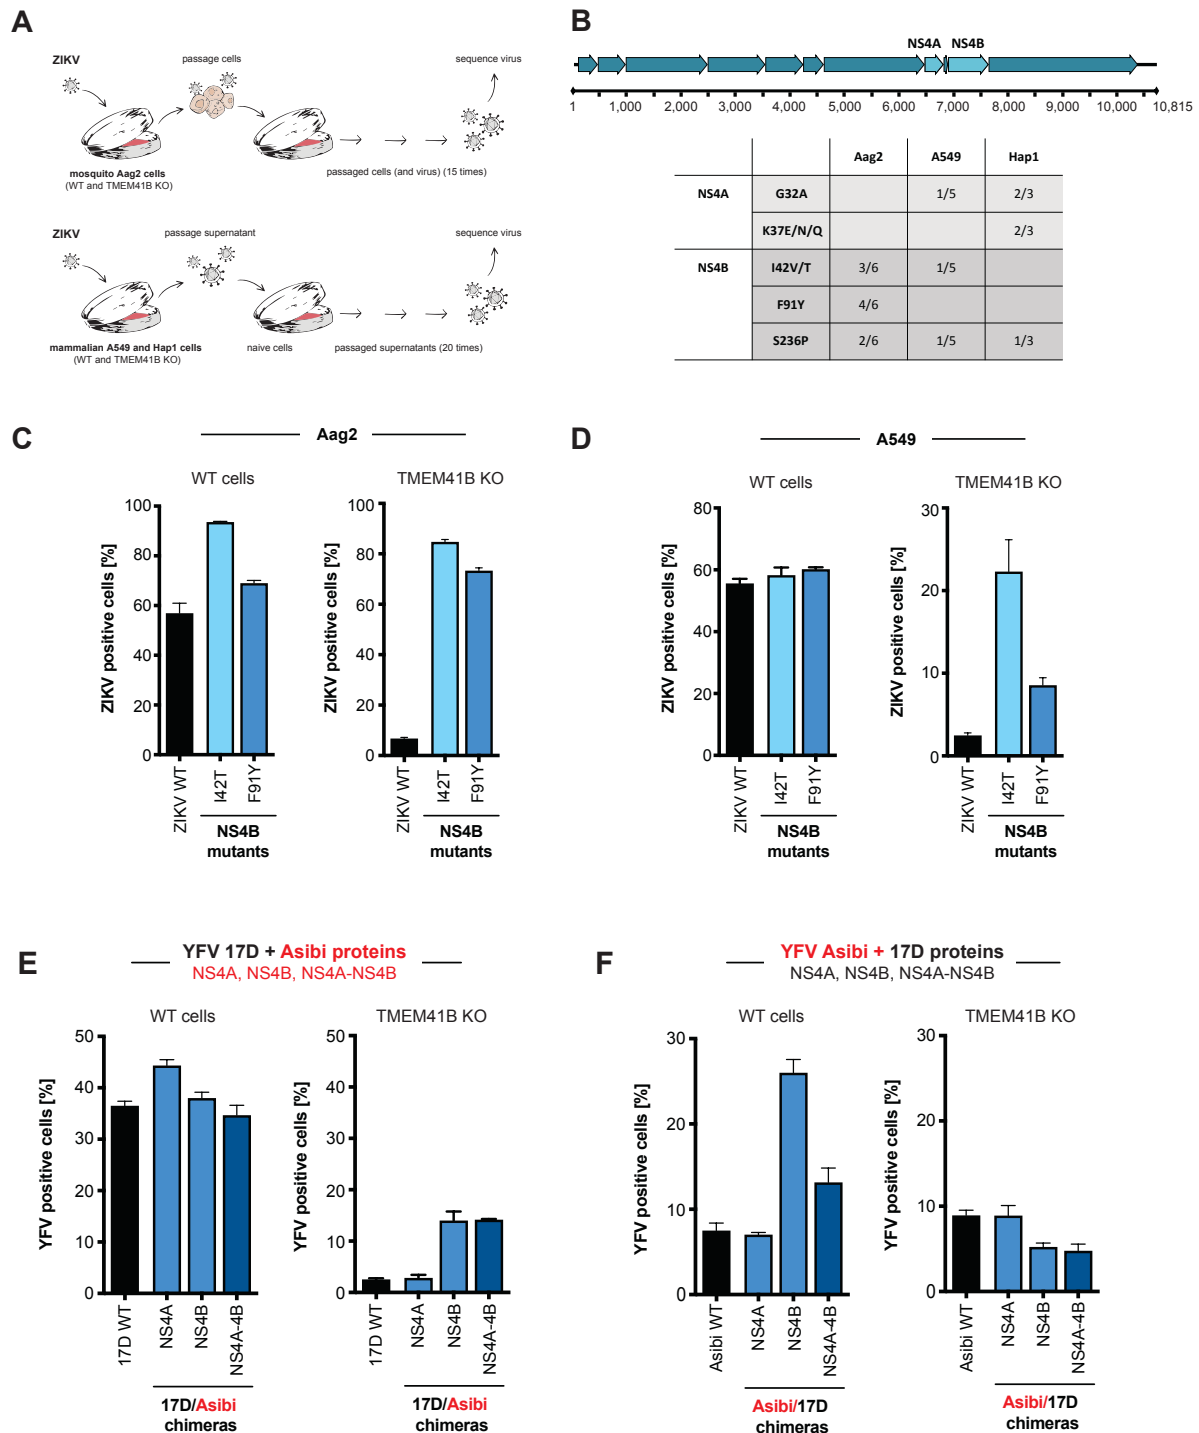 A
ZIKV
passage cells
sequence virus
mosquito Aag2 cells
(WT and TMEM41B KO)
passaged cells (and virus) (15 times)
ZIKV
passage supernatant
sequence virus
mammalian A549 and Hap1 cells
(WT and TMEM41B KO)
naive cells
passaged supernatants (20 times)
B
NS4A NS4B
1 1,000 2,000 3,000 4,000 5,000 6,000 7,000 8,000 9,000 10,000 10,815
Aag2 A549 Hap1
NS4A G32A 1/5 2/3
K37E/N/Q 2/3
NS4B I42V/T 3/6 1/5
F91Y 4/6
S236P 2/6 1/5 1/3
C
Aag2
WT cells
ZIKV positive cells [%]
100
80
60
40
20
0
ZIKV WT
I42T
F91Y
NS4B
mutants
TMEM41B KO
ZIKV positive cells [%]
100
80
60
40
20
0
ZIKV WT
I42T
F91Y
NS4B
mutants
D
A549
WT cells
ZIKV positive cells [%]
80
60
40
20
0
ZIKV WT
I42T
F91Y
NS4B
mutants
TMEM41B KO
ZIKV positive cells [%]
30
20
10
0
ZIKV WT
I42T
F91Y
NS4B
mutants
E
YFV 17D + Asibi proteins
NS4A, NS4B, NS4A-NS4B
WT cells
YFV positive cells [%]
50
40
30
20
10
0
17D WT
NS4A
NS4B
NS4A-4B
17D/Asibi
chimeras
TMEM41B KO
YFV positive cells [%]
50
40
30
20
10
0
17D WT
NS4A
NS4B
NS4A-4B
17D/Asibi
chimeras
F
YFV Asibi + 17D proteins
NS4A, NS4B, NS4A-NS4B
WT cells
YFV positive cells [%]
30
20
10
0
Asibi WT
NS4A
NS4B
NS4A-4B
Asibi/17D
chimeras
TMEM41B KO
YFV positive cells [%]
30
20
10
0
Asibi WT
NS4A
NS4B
NS4A-4B
Asibi/17D
chimeras